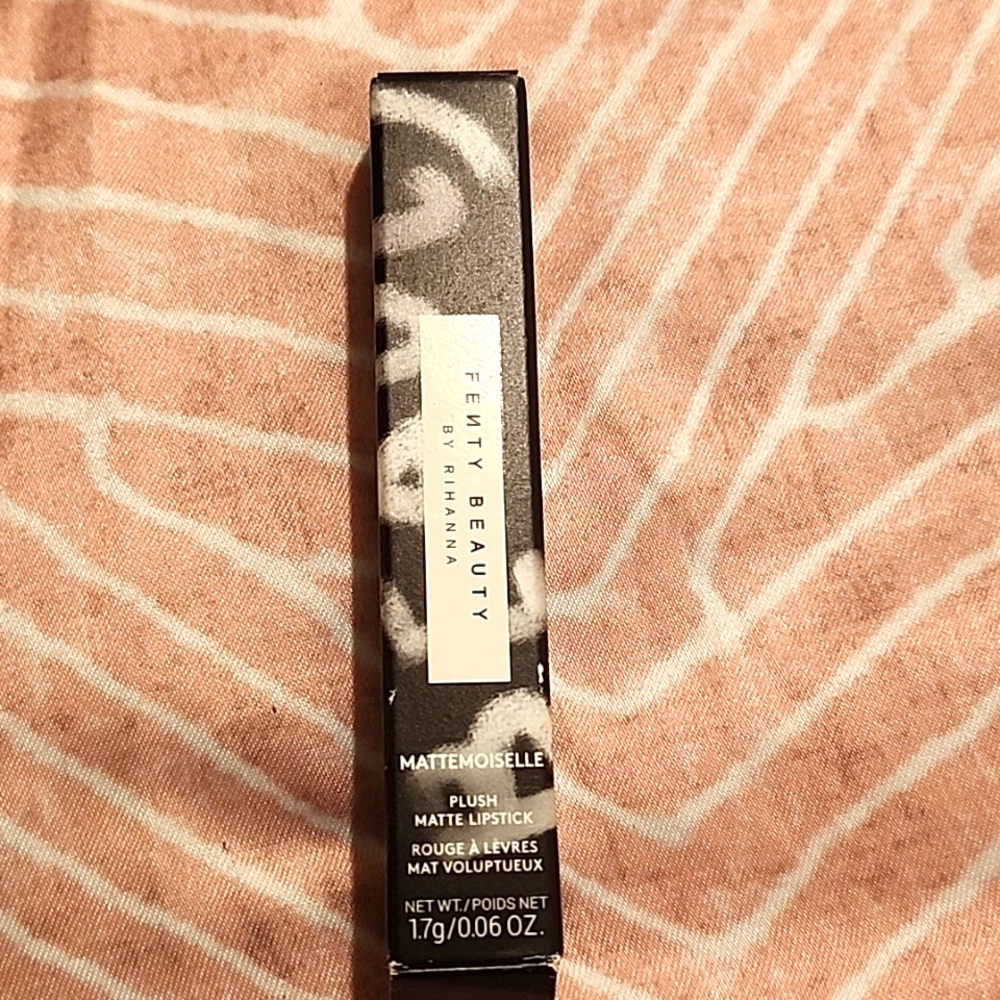 FENTY BEAUTY
BY RIHANNA
MATTEMOISELLE
PLUSH
MATTE LIPSTICK
ROUGE À LÈVRES
MAT VOLUPTUEUX
NET WT./POIDS NET
1.7g/0.06 OZ.